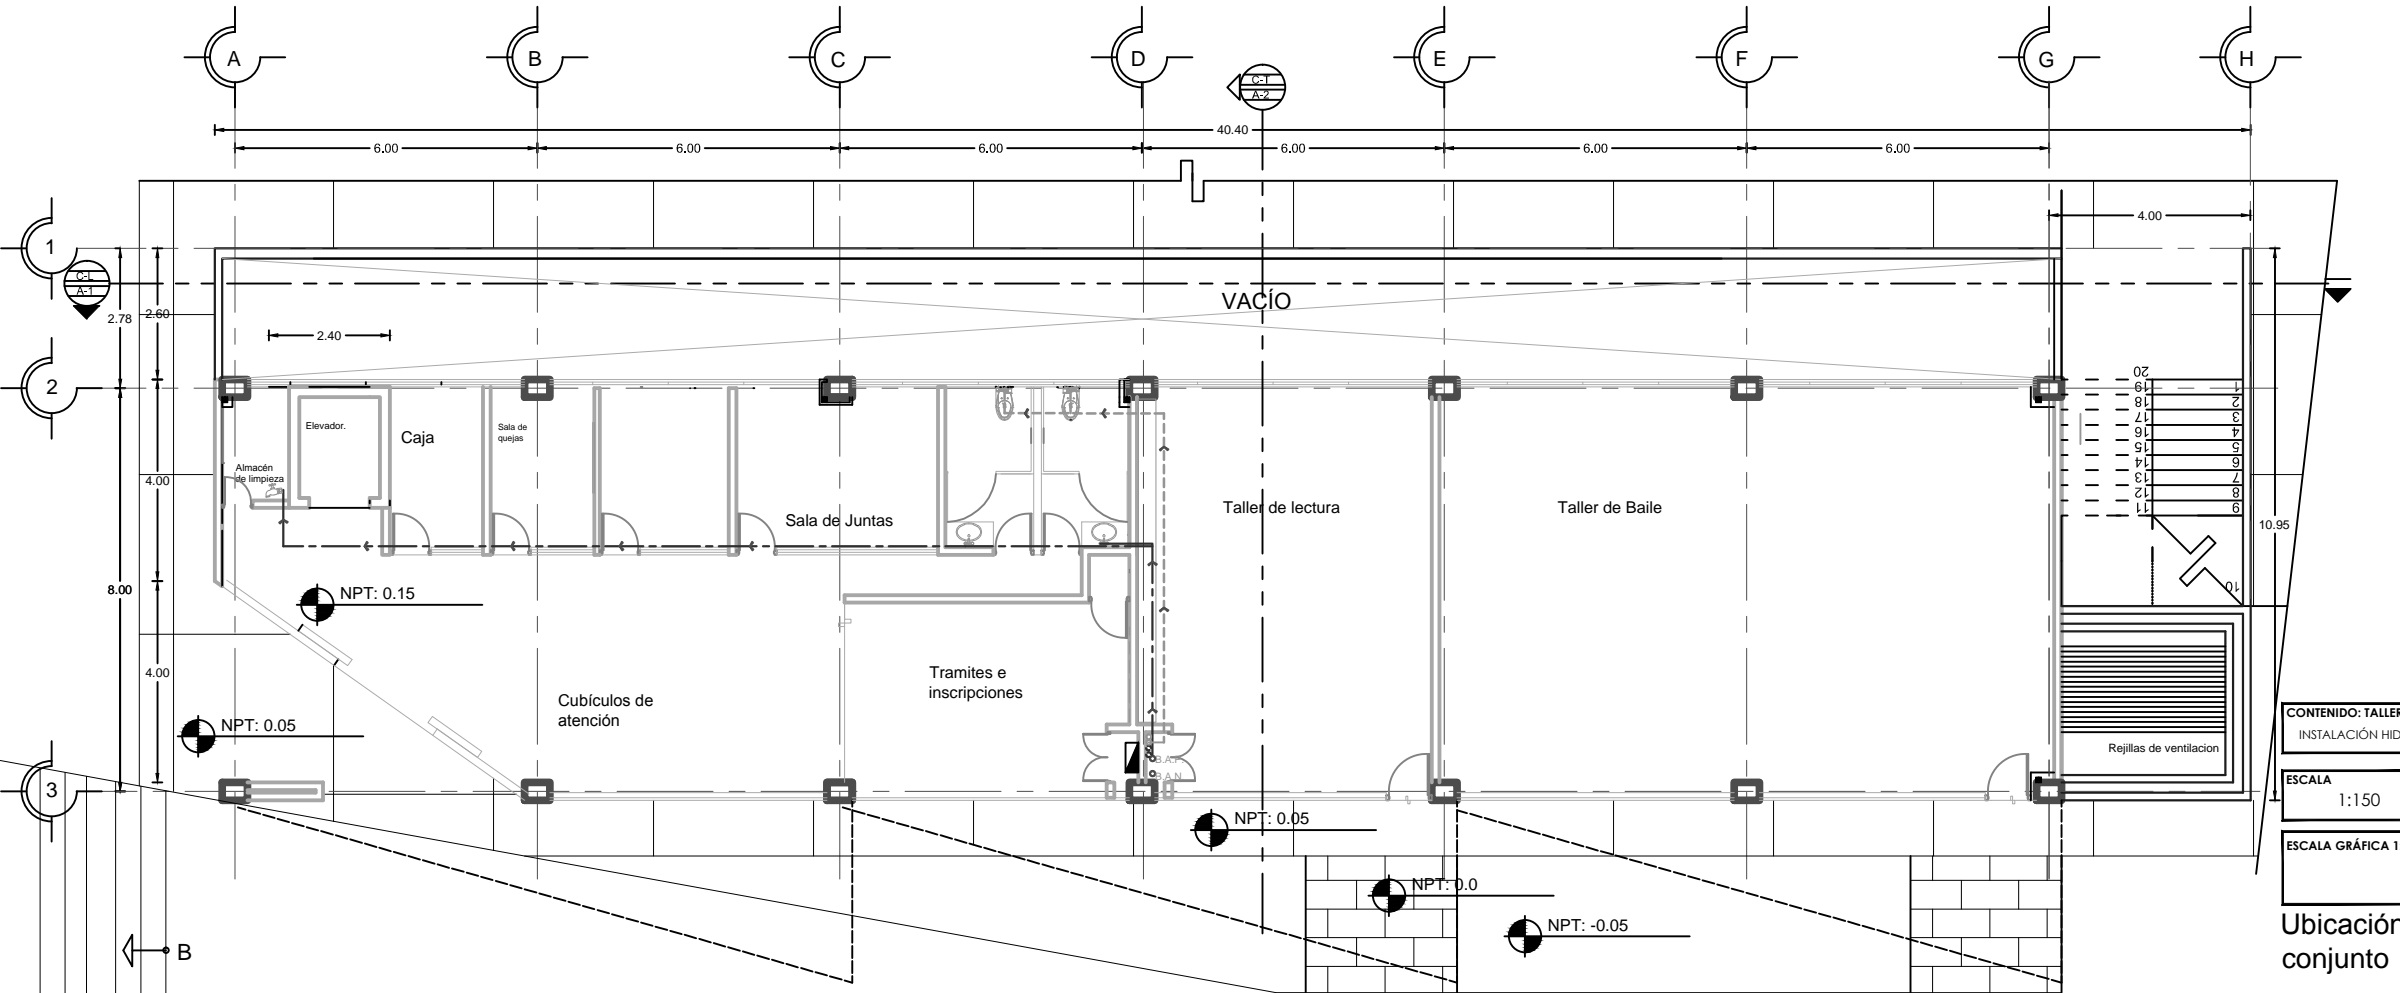 A
B
C
D
E
F
G
H
C-T
A-2
40.40
6.00
6.00
6.00
6.00
6.00
6.00
4.00
1
C-L
A-1
2.78
2.60
VACÍO
2.40
2
20
19
18
17
16
15
14
13
12
11
1
2
3
4
5
6
7
8
9
10
Elevador.
Caja
Sala de
quejas
Almacén
de limpieza
4.00
Sala de Juntas
Taller de lectura
Taller de Baile
10.95
8.00
NPT: 0.15
4.00
Tramites e
inscripciones
Cubículos de
atención
NPT: 0.05
B.A.N
Rejillas de ventilacion
CONTENIDO: TALLER
INSTALACIÓN HID
ESCALA
1:150
ESCALA GRÁFICA 1:
3
NPT: 0.05
NPT: 0.0
NPT: -0.05
B
Ubicación
conjunto